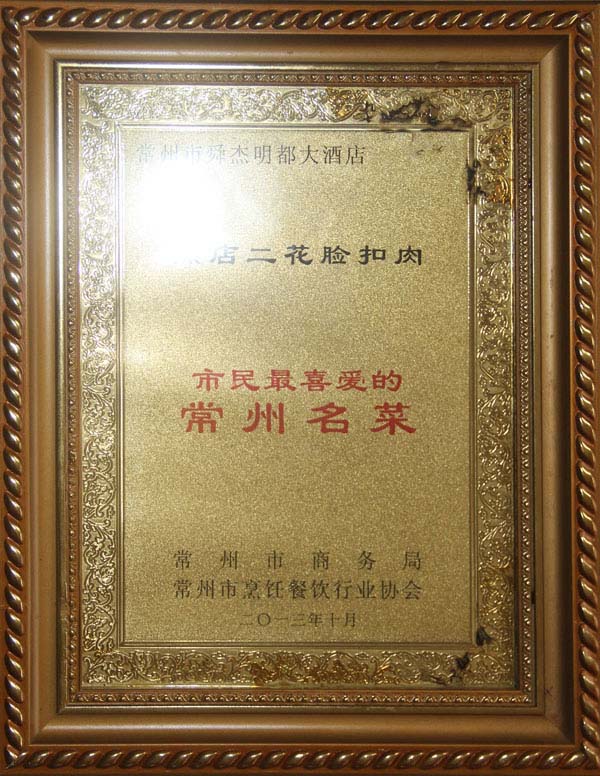 常州市舜杰明都大酒店
店二花脸扣肉
市民最喜爱的
常州名菜
常州市商务局
常州市烹饪餐饮行业协会
二〇一三年十月